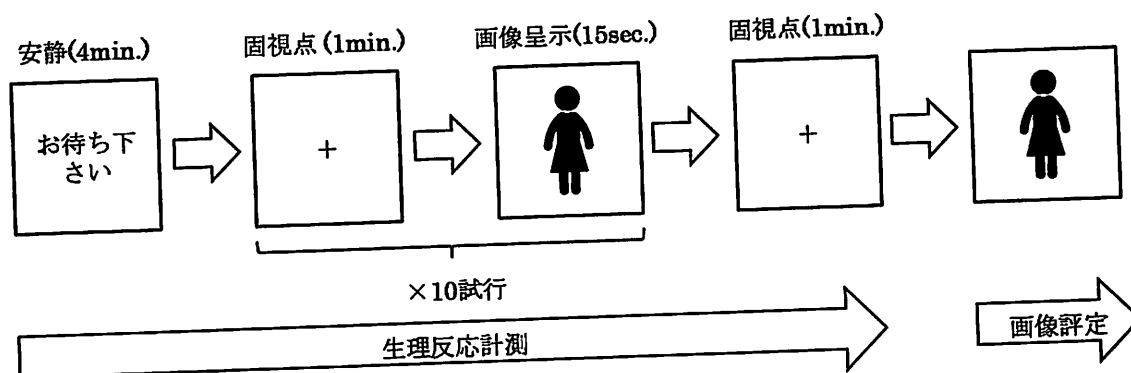 安静(4min.)
固視点(1min.)
画像呈示(15sec.)
固視点(1min.)
お待ち下
さい
+
+
×10試行
生理反応計測
画像評定